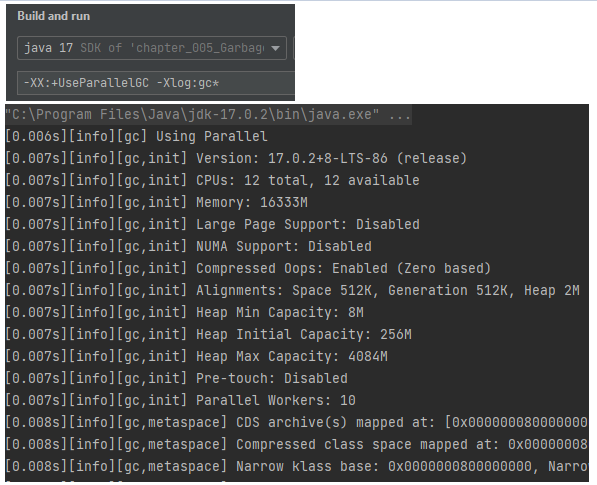 Build and run
java 17 SDK of 'chapter_005_Garbag
-XX:+UseParallelGC -Xlog:gc*
"C:\Program Files\Java\jdk-17.0.2\bin\java.exe" ...
[0.006s][info][gc] Using Parallel
[0.007s][info][gc,init] Version: 17.0.2+8-LTS-86 (release)
[0.007s][info][gc,init] CPUs: 12 total, 12 available
[0.007s][info][gc,init] Memory: 16333M
[0.007s][info][gc,init] Large Page Support: Disabled
[0.007s][info][gc,init] NUMA Support: Disabled
[0.007s][info][gc,init] Compressed Oops: Enabled (Zero based)
[0.007s][info][gc,init] Alignments: Space 512K, Generation 512K, Heap 2M
[0.007s][info][gc,init] Heap Min Capacity: 8M
[0.007s][info][gc,init] Heap Initial Capacity: 256M
[0.007s][info][gc,init] Heap Max Capacity: 4084M
[0.007s][info][gc,init] Pre-touch: Disabled
[0.007s][info][gc,init] Parallel Workers: 10
[0.008s][info][gc,metaspace] CDS archive(s) mapped at: [0x0000000800000000
[0.008s][info][gc,metaspace] Compressed class space mapped at: 0x00000008
[0.008s][info][gc,metaspace] Narrow klass base: 0x0000000800000000, Narro